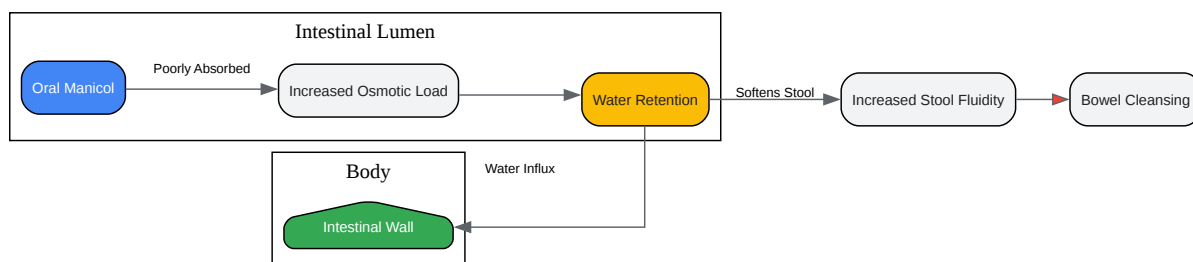 Intestinal Lumen
Oral Manicol
Poorly Absorbed
Increased Osmotic Load
Water Retention
Softens Stool
Increased Stool Fluidity
Bowel Cleansing
Water Influx
Body
Intestinal Wall